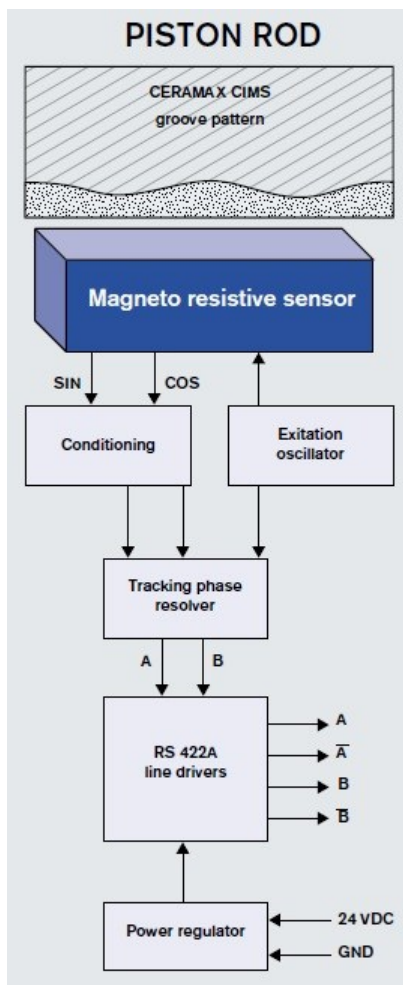 PISTON ROD
CERAMAX CIMS
groove pattern
Magneto resistive sensor
SIN
COS
Conditioning
Exitation
oscillator
Tracking phase
resolver
A
B
RS 422A
line drivers
A
A̅
B
B̅
Power regulator
24 VDC
GND